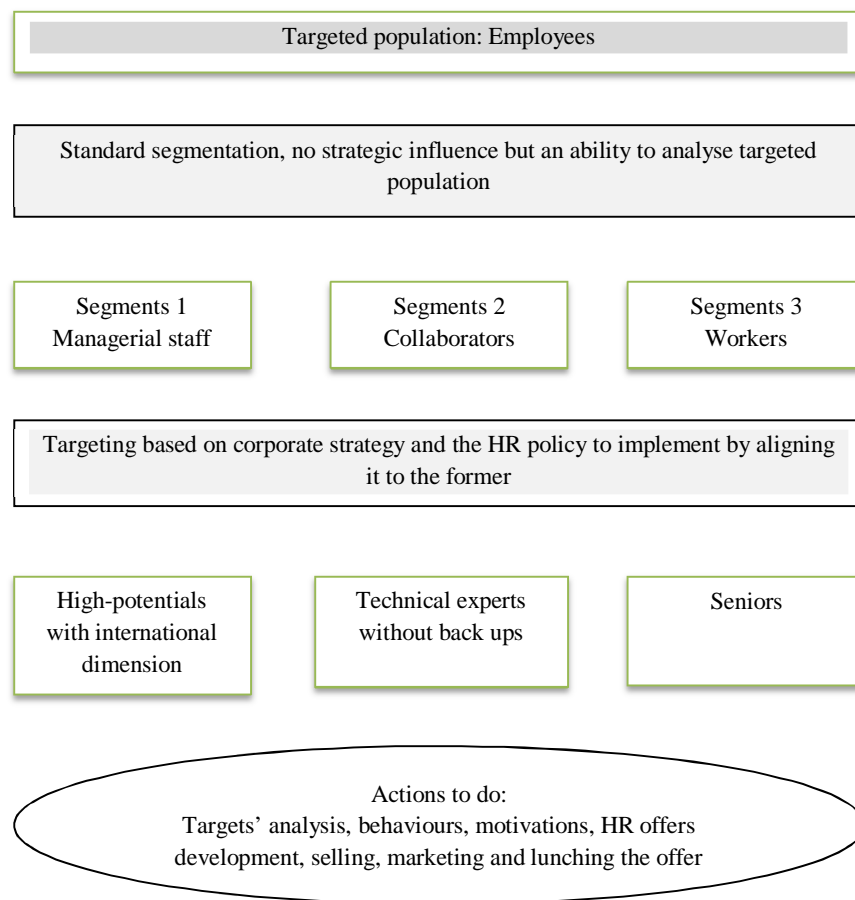 Targeted population: Employees
Standard segmentation, no strategic influence but an ability to analyse targeted
population
Segments 1
Managerial staff
Segments 2
Collaborators
Segments 3
Workers
Targeting based on corporate strategy and the HR policy to implement by aligning
it to the former
High-potentials
with international
dimension
Technical experts
without back ups
Seniors
Actions to do:
Targets’ analysis, behaviours, motivations, HR offers
development, selling, marketing and lunching the offer